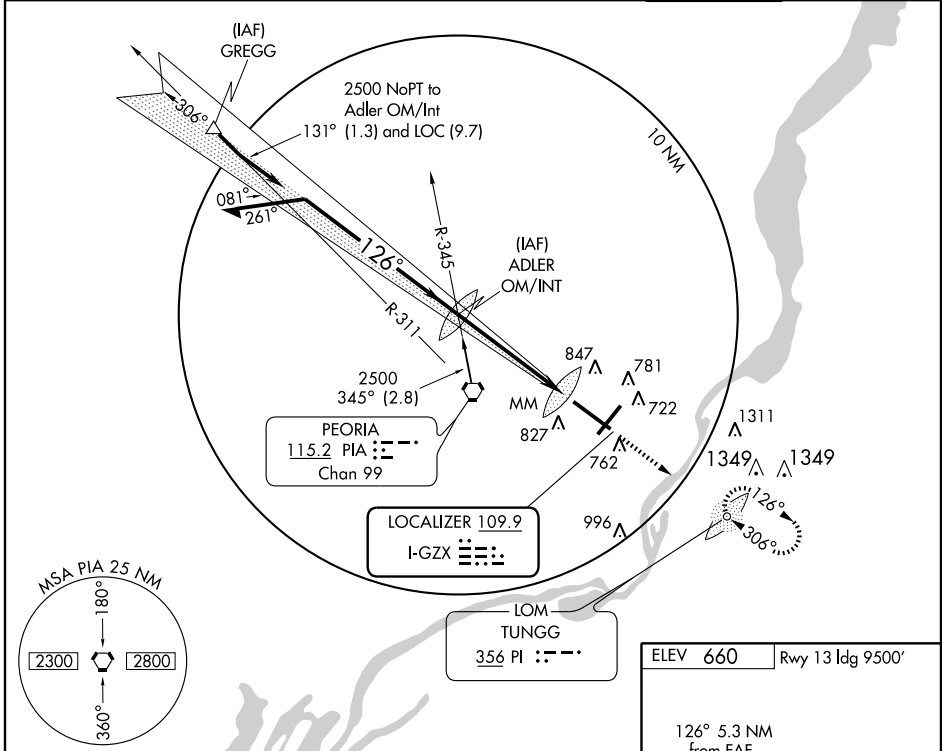 (IAF)
GREGG
2500 NoPT to
Adler OM/Int
131° (1.3) and LOC (9.7)
306°
10 NM
081°
261°
126°
R-345
(IAF)
ADLER
OM/INT
R-311
2500
345° (2.8)
847
781
MM
722
827
762
1311
1349
1349
PEORIA
115.2 PIA
Chan 99
LOCALIZER 109.9
I-GZX
996
126°
306°
MSA PIA 25 NM
180°
2300
2800
360°
LOM
TUNGG
356 PI
ELEV 660
Rwy 13 ldg 9500'
126° 5.3 NM
from FAF